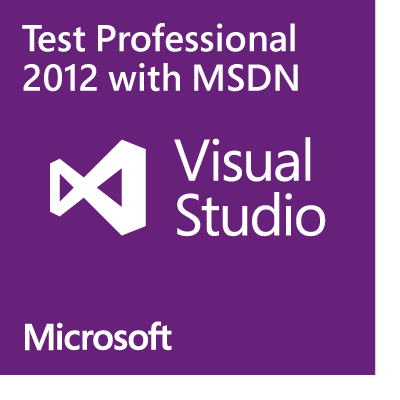 Test Professional
2012 with MSDN
Visual
Studio
Microsoft